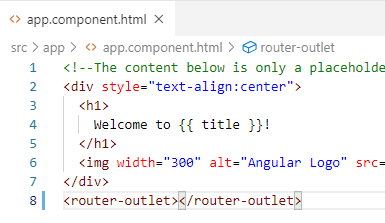 <> app.component.html ×
src > app > <> app.component.html > router-outlet
1 <!--The content below is only a placeholde
2 <div style="text-align:center">
3 <h1>
4 Welcome to {{ title }}!
5 </h1>
6 <img width="300" alt="Angular Logo" src=
7 </div>
8 <router-outlet></router-outlet>